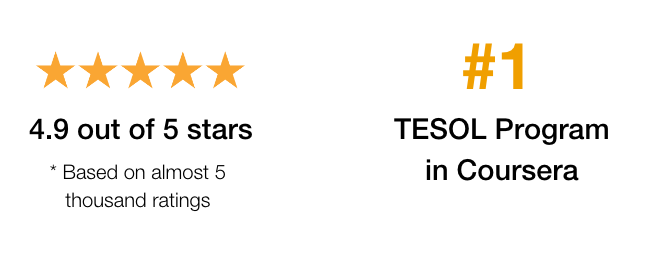 4.9 out of 5 stars
* Based on almost 5
thousand ratings
#1
TESOL Program
in Coursera